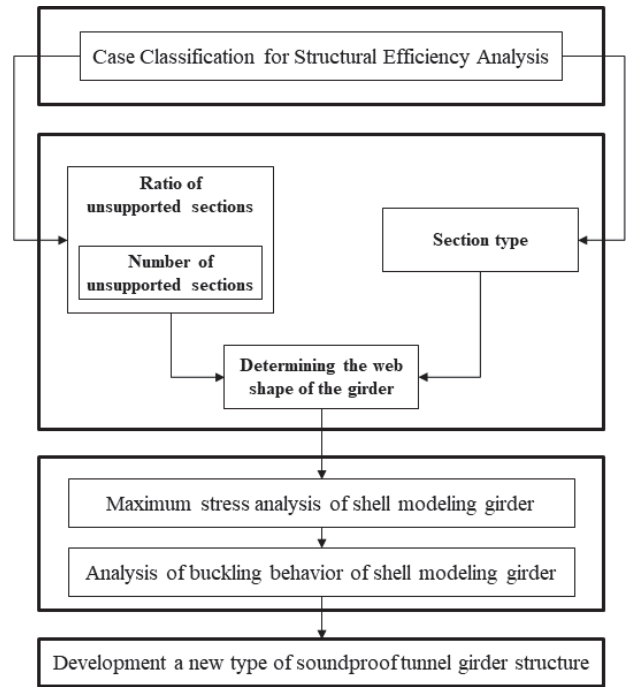 Case Classification for Structural Efficiency Analysis
Ratio of
unsupported sections
Number of
unsupported sections
Section type
Determining the web
shape of the girder
Maximum stress analysis of shell modeling girder
Analysis of buckling behavior of shell modeling girder
Development a new type of soundproof tunnel girder structure